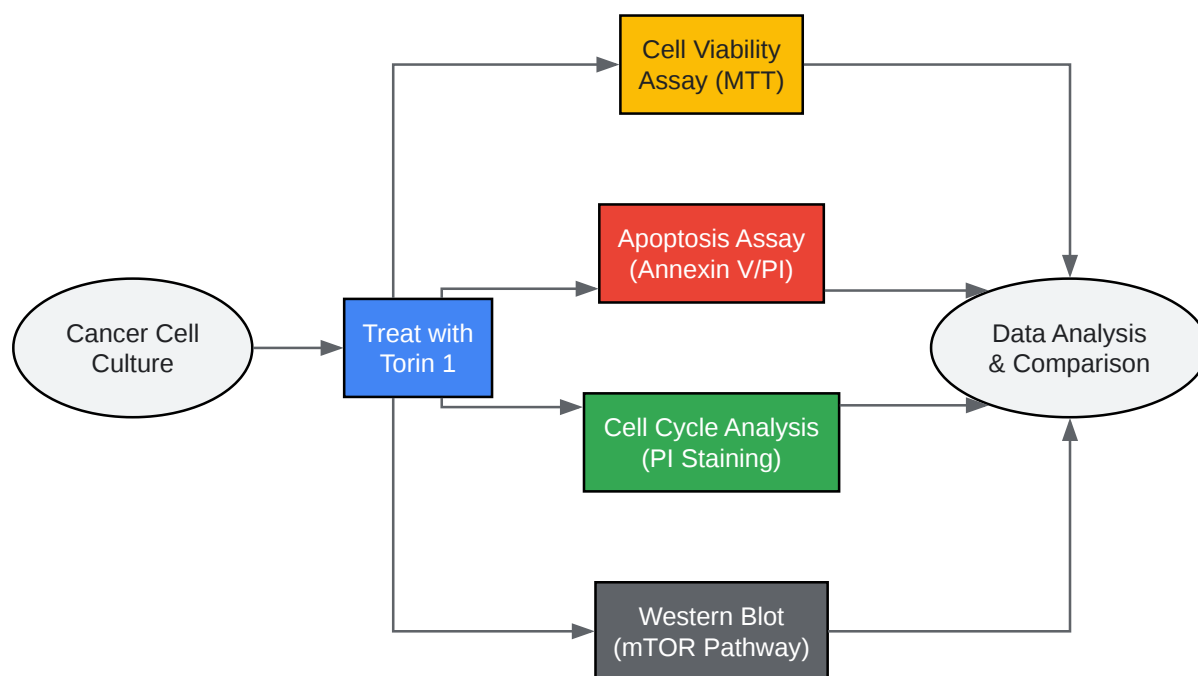 Cancer Cell
Culture
Treat with
Torin 1
Cell Viability
Assay (MTT)
Apoptosis Assay
(Annexin V/PI)
Cell Cycle Analysis
(PI Staining)
Western Blot
(mTOR Pathway)
Data Analysis
& Comparison